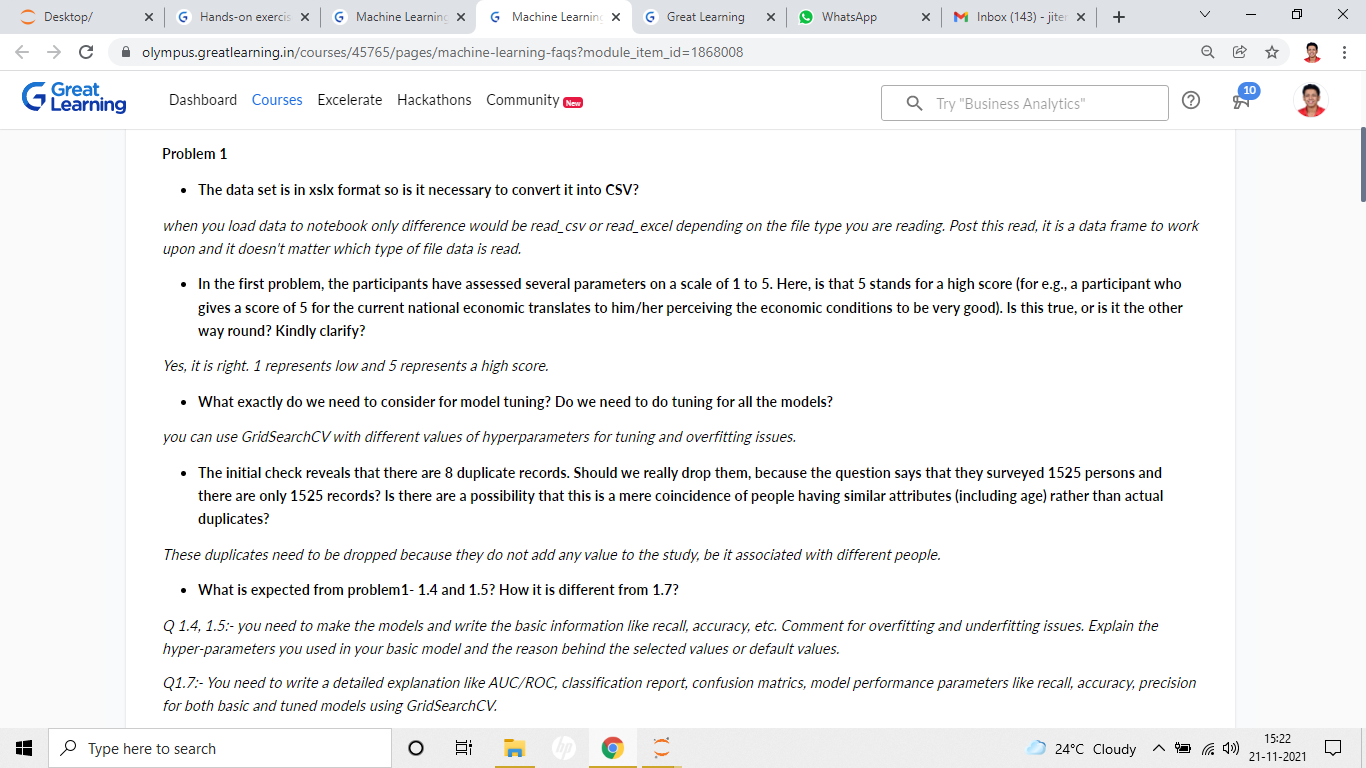 Desktop/
Hands-on exercis
Machine Learning
Machine Learning
Great Learning
WhatsApp
Inbox (143) - jiter
olympus.greatlearning.in/courses/45765/pages/machine-learning-faqs?module_item_id=1868008
Great Learning
Dashboard Courses Excelerate Hackathons Community New
Try "Business Analytics"
10
Problem 1
• The data set is in xslx format so is it necessary to convert it into CSV?
when you load data to notebook only difference would be read_csv or read_excel depending on the file type you are reading. Post this read, it is a data frame to work
upon and it doesn't matter which type of file data is read.
• In the first problem, the participants have assessed several parameters on a scale of 1 to 5. Here, is that 5 stands for a high score (for e.g., a participant who
gives a score of 5 for the current national economic translates to him/her perceiving the economic conditions to be very good). Is this true, or is it the other
way round? Kindly clarify?
Yes, it is right. 1 represents low and 5 represents a high score.
• What exactly do we need to consider for model tuning? Do we need to do tuning for all the models?
you can use GridSearchCV with different values of hyperparameters for tuning and overfitting issues.
• The initial check reveals that there are 8 duplicate records. Should we really drop them, because the question says that they surveyed 1525 persons and
there are only 1525 records? Is there are a possibility that this is a mere coincidence of people having similar attributes (including age) rather than actual
duplicates?
These duplicates need to be dropped because they do not add any value to the study, be it associated with different people.
• What is expected from problem1- 1.4 and 1.5? How it is different from 1.7?
Q 1.4, 1.5:- you need to make the models and write the basic information like recall, accuracy, etc. Comment for overfitting and underfitting issues. Explain the
hyper-parameters you used in your basic model and the reason behind the selected values or default values.
Q1.7:- You need to write a detailed explanation like AUC/ROC, classification report, confusion matrics, model performance parameters like recall, accuracy, precision
for both basic and tuned models using GridSearchCV.
Type here to search
hp
24°C Cloudy
15:22
21-11-2021